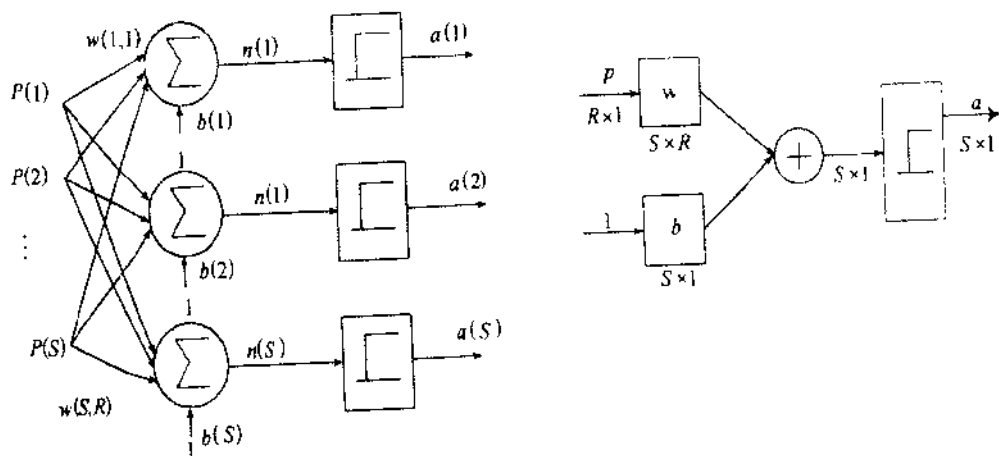 w(1,1)
n(1)
a(1)
P(1)
b(1)
1
P(2)
n(1)
a(2)
⋮
b(2)
1
P(S)
n(S)
a(S)
w(S,R)
b(S)
1
p
R×1
w
S×R
+
S×1
a
S×1
1
b
S×1